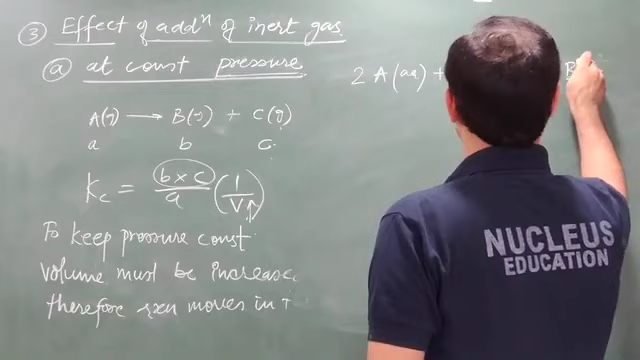 ③ Effect of addⁿ of inert gas
ⓐ at const pressure
A(g) ⟶ B(g) + C(g)
a b c
Kc = b × c / a (1/V↑)
To keep pressure const
volume must be increase
therefore rxn moves in
2 A(aq) +
B
NUCLEUS
EDUCATION